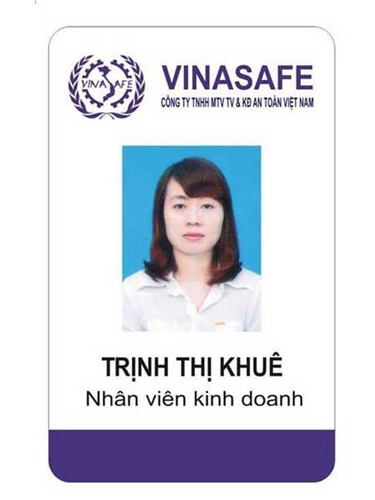 VINASAFE
VINASAFE
CÔNG TY TNHH MTV TV & KĐ AN TOÀN VIỆT NAM
TRỊNH THỊ KHUÊ
Nhân viên kinh doanh